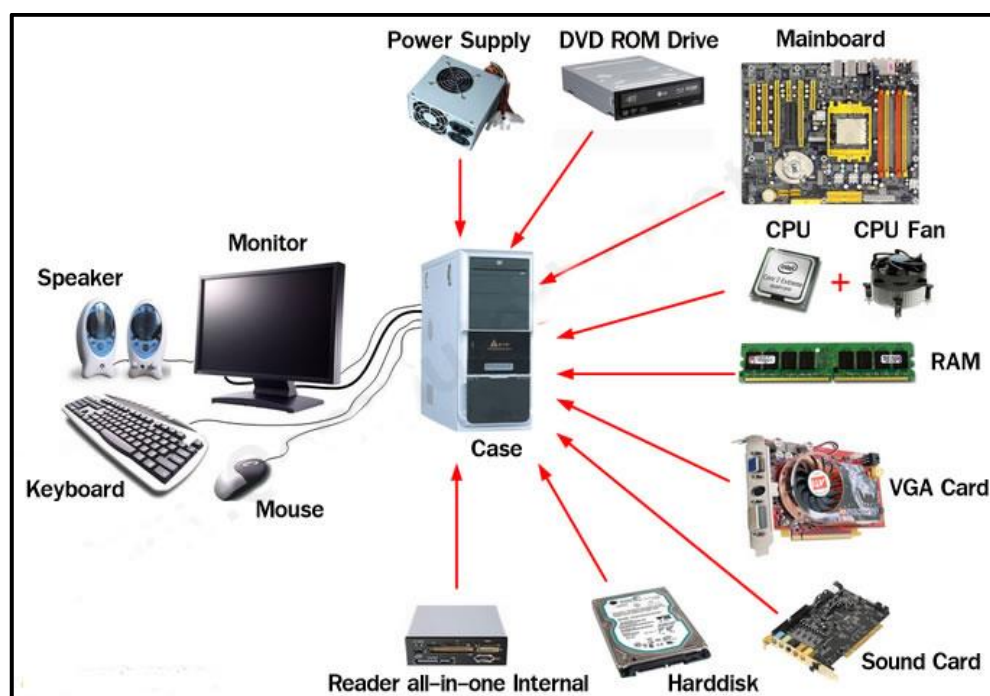 Power Supply
DVD ROM Drive
Mainboard
CPU
CPU Fan
Monitor
Speaker
intel
+
RAM
Case
Keyboard
Mouse
VGA Card
Reader all-in-one Internal
Harddisk
Sound Card